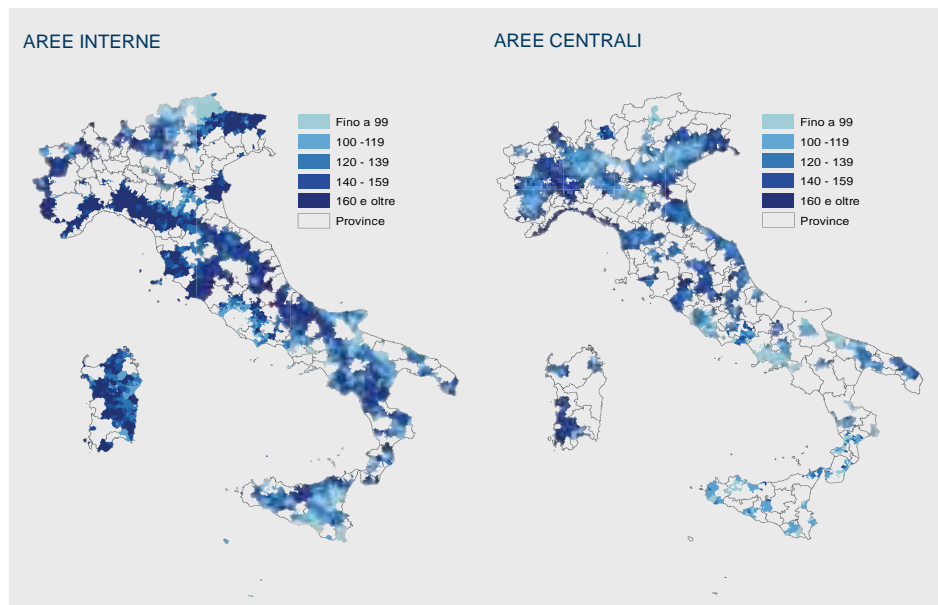 AREE INTERNE
Fino a 99
100 -119
120 - 139
140 - 159
160 e oltre
Province
AREE CENTRALI
Fino a 99
100 -119
120 - 139
140 - 159
160 e oltre
Province